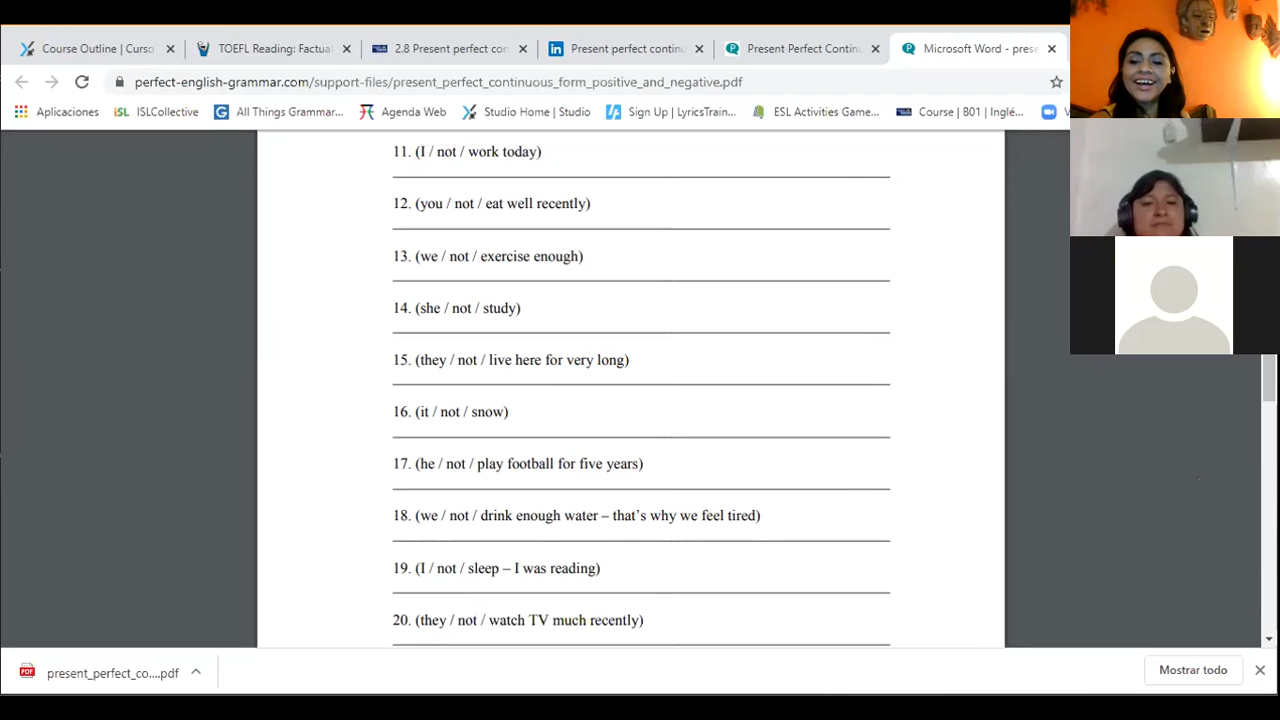 Course Outline | Curso
TOEFL Reading: Factual
2.8 Present perfect con
Present perfect continu
Present Perfect Contin
Microsoft Word - prese
perfect-english-grammar.com/support-files/present_perfect_continuous_form_positive_and_negative.pdf
Aplicaciones
ISLCollective
All Things Grammar...
Agenda Web
Studio Home | Studio
Sign Up | LyricsTrain...
ESL Activities Game...
Course | B01 | Inglé...
11. (I / not / work today)
12. (you / not / eat well recently)
13. (we / not / exercise enough)
14. (she / not / study)
15. (they / not / live here for very long)
16. (it / not / snow)
17. (he / not / play football for five years)
18. (we / not / drink enough water – that's why we feel tired)
19. (I / not / sleep – I was reading)
20. (they / not / watch TV much recently)
present_perfect_co....pdf
Mostrar todo